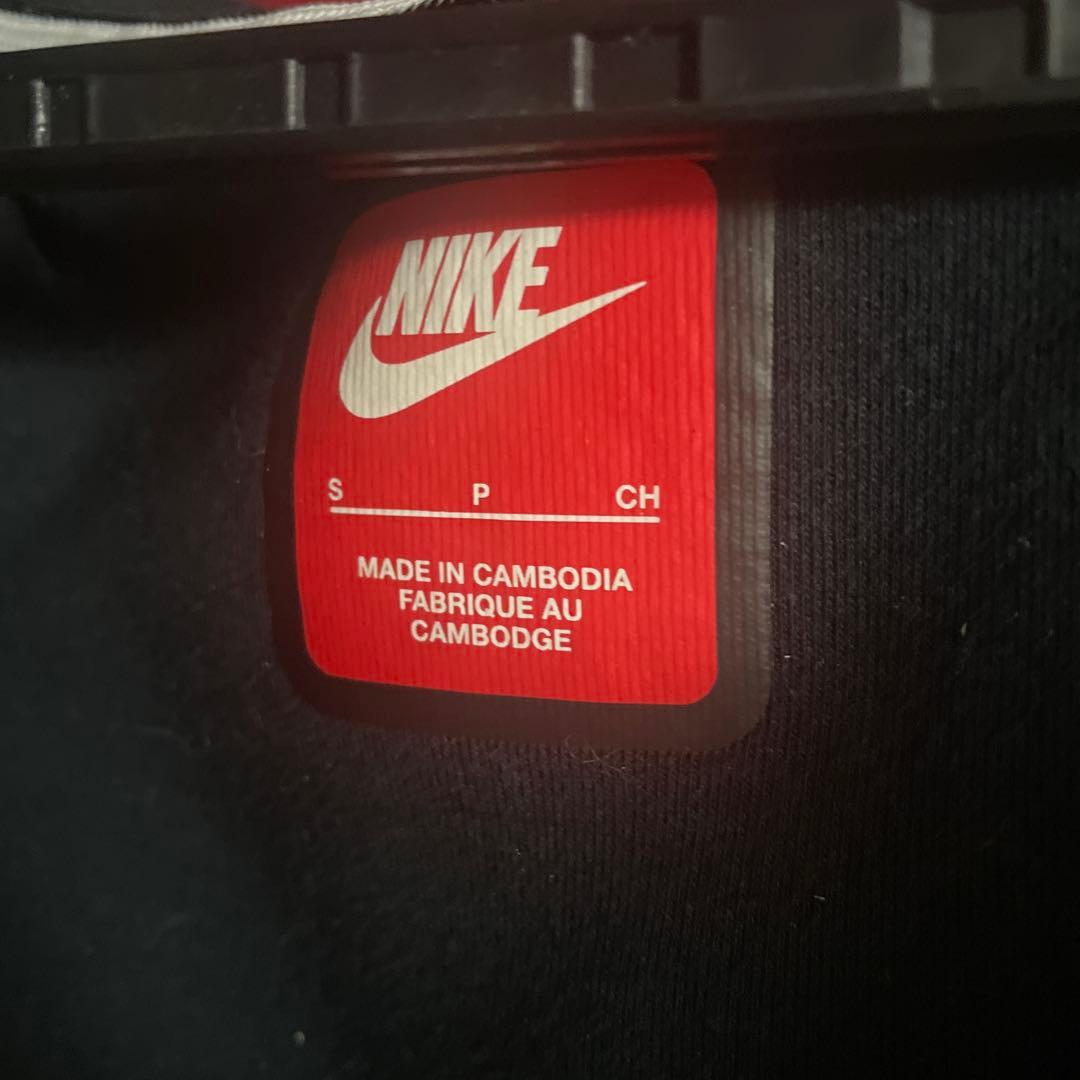 NIKE
S P CH
MADE IN CAMBODIA
FABRIQUE AU
CAMBODGE